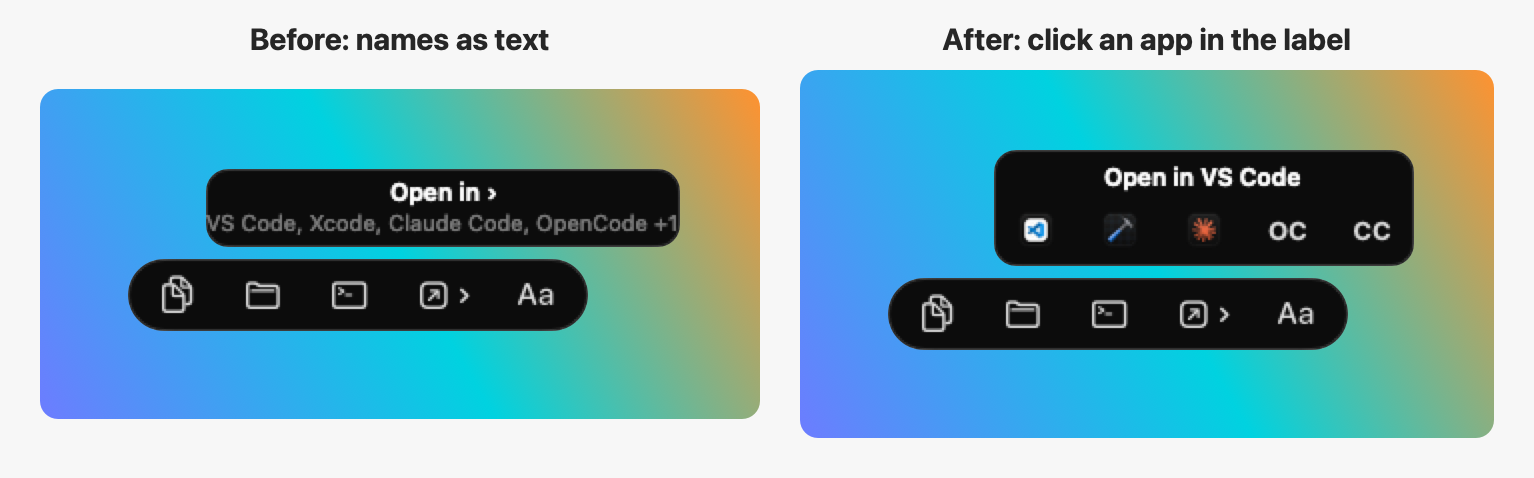 Before: names as text
Open in ›
VS Code, Xcode, Claude Code, OpenCode +1
Aa
After: click an app in the label
Open in VS Code
OC CC
Aa